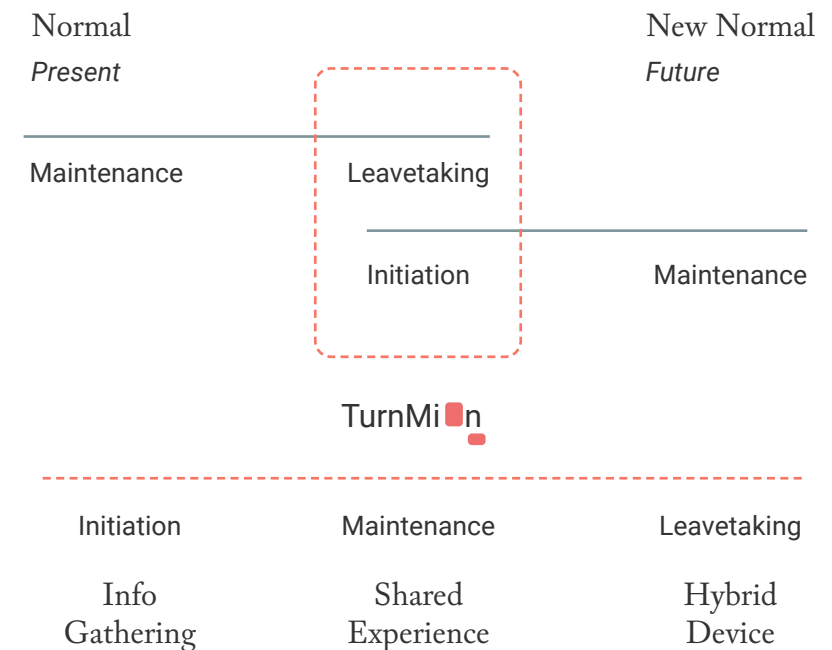 Normal
New Normal
Present
Future
Maintenance
Leavetaking
Initiation
Maintenance
TurnMi n
Initiation
Maintenance
Leavetaking
Info
Gathering
Shared
Experience
Hybrid
Device